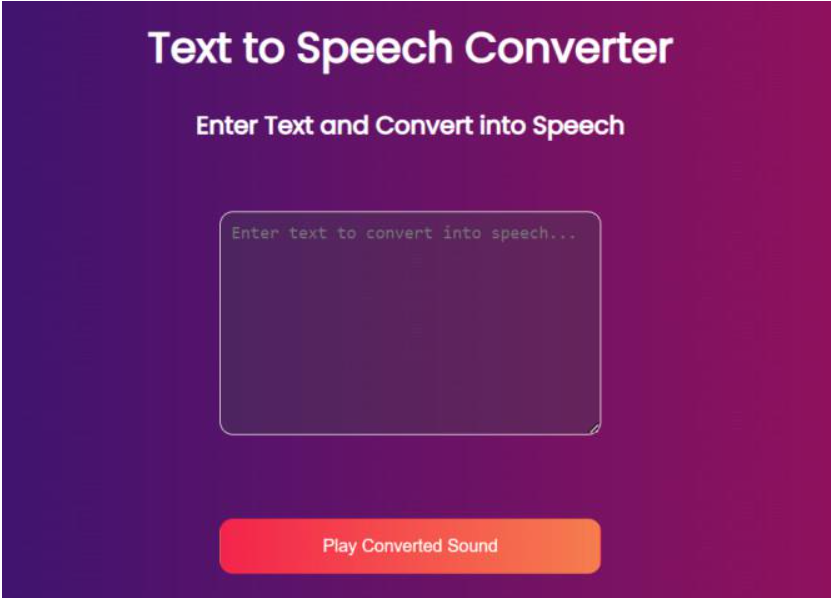 Text to Speech Converter
Enter Text and Convert into Speech
Enter text to convert into speech...
Play Converted Sound